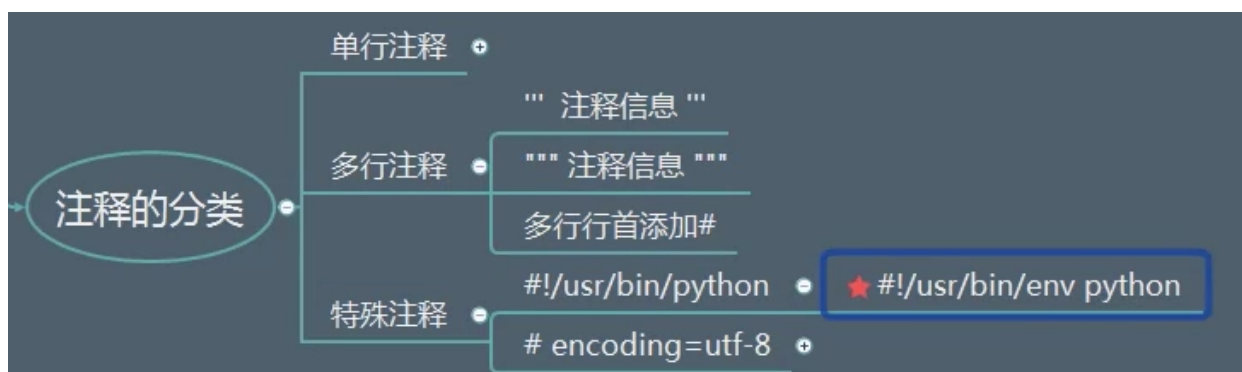 注释的分类
单行注释
多行注释
''' 注释信息 '''
""" 注释信息 """
多行行首添加#
特殊注释
#!/usr/bin/python
#!/usr/bin/env python
# encoding=utf-8